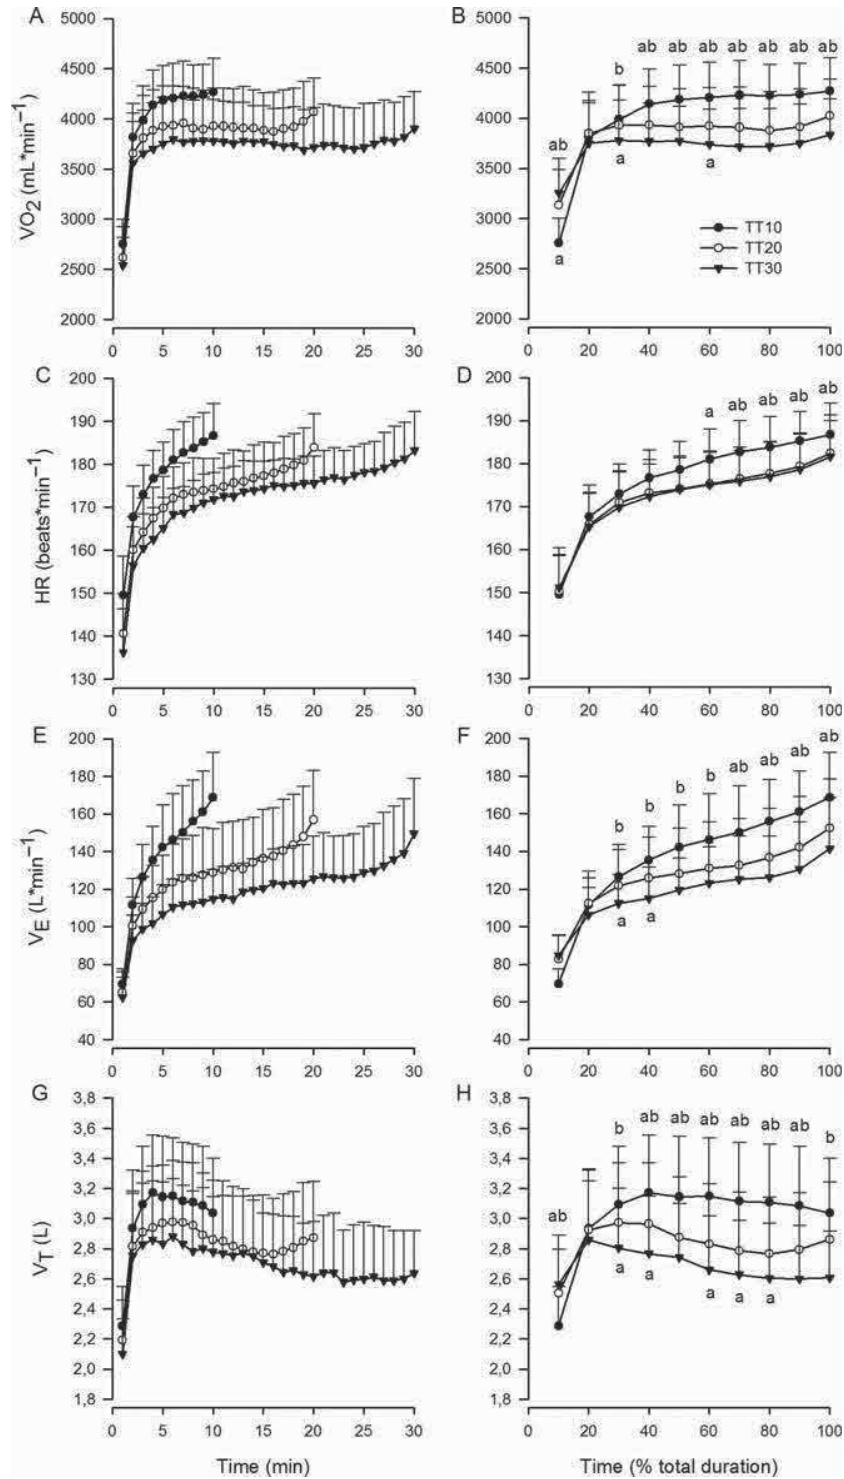 A
VO2 (mL*min−1)
5000
4500
4000
3500
3000
2500
2000
0 5 10 15 20 25 30
B
5000
4500
4000
3500
3000
2500
2000
ab b ab ab ab ab ab ab ab
a a a
TT10
TT20
TT30
0 20 40 60 80 100
C
HR (beats*min−1)
200
190
180
170
160
150
140
130
0 5 10 15 20 25 30
D
200
190
180
170
160
150
140
130
a ab ab ab ab
0 20 40 60 80 100
E
VE (L*min−1)
200
180
160
140
120
100
80
60
40
0 5 10 15 20 25 30
F
200
180
160
140
120
100
80
60
40
b b b b ab ab ab ab
a a
0 20 40 60 80 100
G
VT (L)
3,8
3,6
3,4
3,2
3,0
2,8
2,6
2,4
2,2
2,0
1,8
0 5 10 15 20 25 30
Time (min)
H
3,8
3,6
3,4
3,2
3,0
2,8
2,6
2,4
2,2
2,0
1,8
ab b ab ab ab ab ab ab b
a a a a a
0 20 40 60 80 100
Time (% total duration)